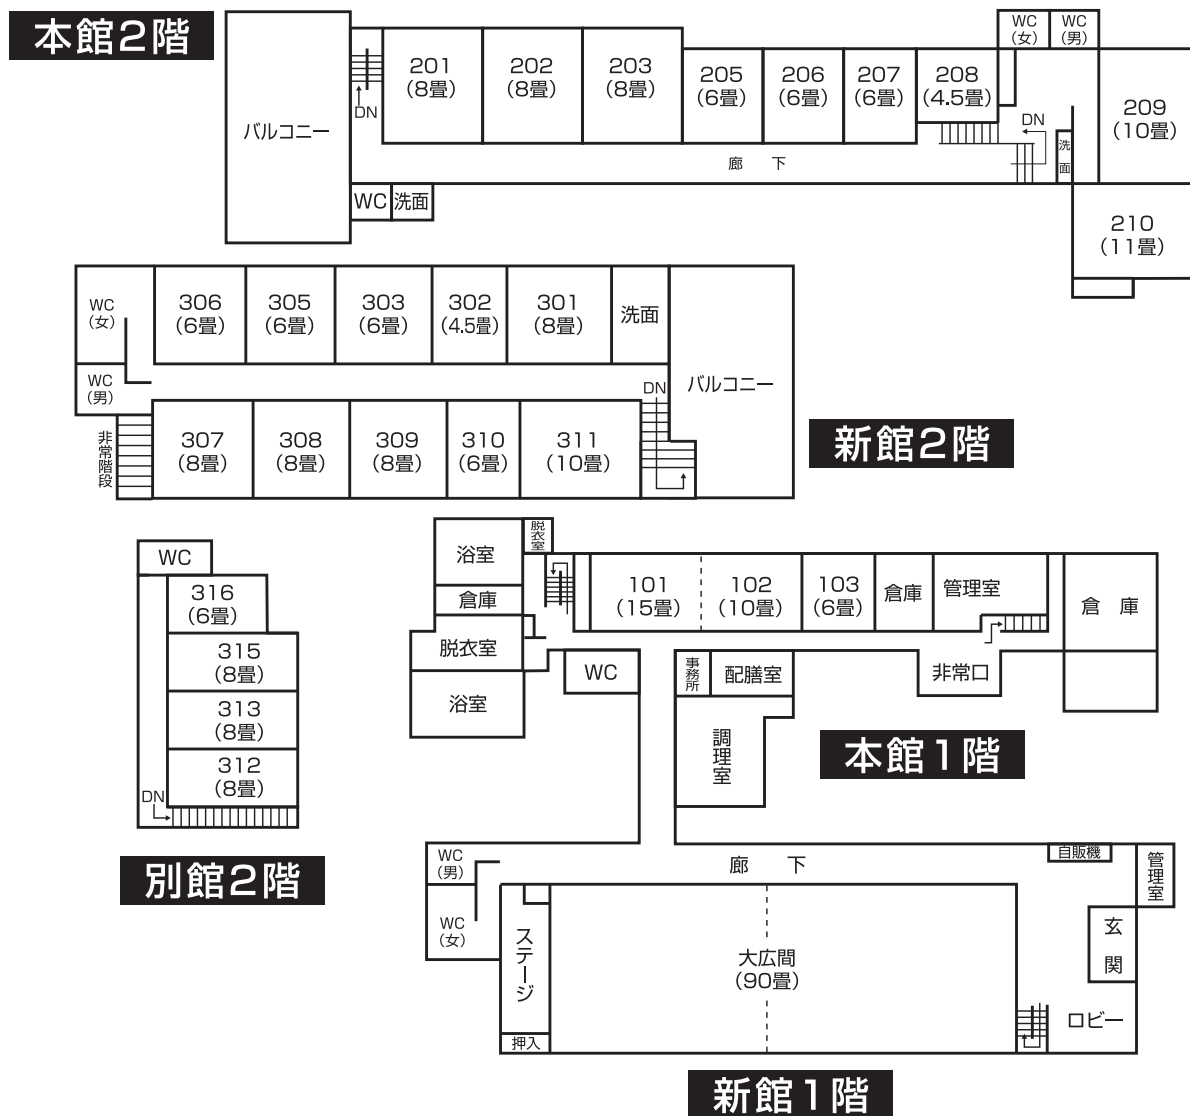 本館2階
バルコニー
DN
201
(8畳)
202
(8畳)
203
(8畳)
205
(6畳)
206
(6畳)
207
(6畳)
208
(4.5畳)
WC
(女)
WC
(男)
DN
洗面
209
(10畳)
廊下
WC
洗面
210
(11畳)
WC
(女)
306
(6畳)
305
(6畳)
303
(6畳)
302
(4.5畳)
301
(8畳)
洗面
バルコニー
WC
(男)
DN
非常階段
307
(8畳)
308
(8畳)
309
(8畳)
310
(6畳)
311
(10畳)
新館2階
WC
316
(6畳)
315
(8畳)
313
(8畳)
312
(8畳)
DN
別館2階
浴室
脱衣室
倉庫
脱衣室
浴室
WC
101
(15畳)
102
(10畳)
103
(6畳)
倉庫
管理室
倉庫
事務所
配膳室
非常口
調理室
本館1階
WC
(男)
WC
(女)
廊下
自販機
管理室
玄関
ステージ
押入
大広間
(90畳)
ロビー
新館1階